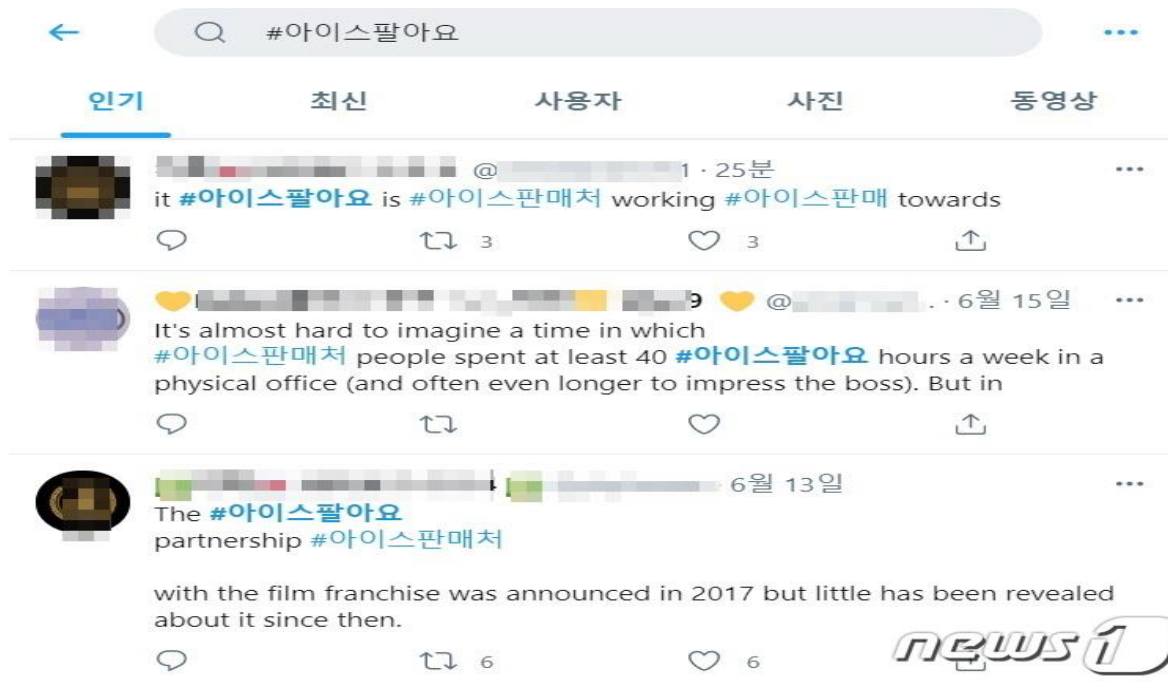 #아이스팔아요
인기 최신 사용자 사진 동영상
@ 1 · 25분
it #아이스팔아요 is #아이스판매처 working #아이스판매 towards
3 3
9 @ . · 6월 15일
It's almost hard to imagine a time in which
#아이스판매처 people spent at least 40 #아이스팔아요 hours a week in a
physical office (and often even longer to impress the boss). But in
4 6월 13일
The #아이스팔아요
partnership #아이스판매처
with the film franchise was announced in 2017 but little has been revealed
about it since then.
6 6
news1